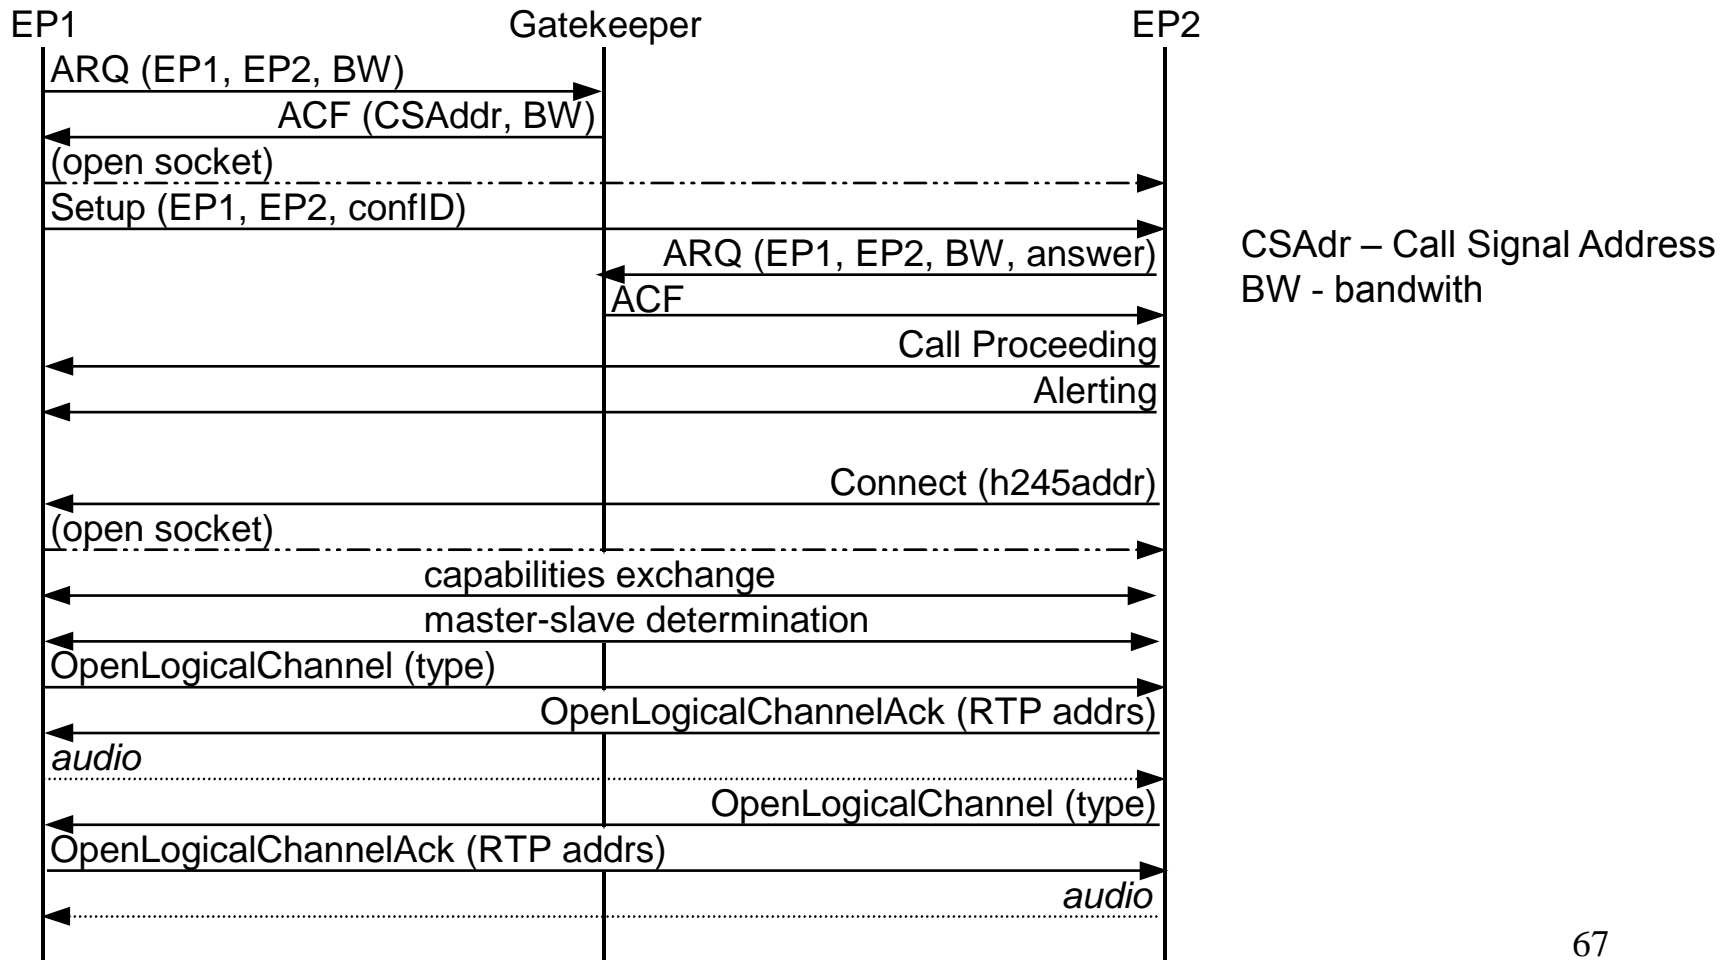 EP1 Gatekeeper EP2
ARQ (EP1, EP2, BW)
ACF (CSAddr, BW)
(open socket)
Setup (EP1, EP2, confID)
ARQ (EP1, EP2, BW, answer)
ACF
Call Proceeding
Alerting
Connect (h245addr)
(open socket)
capabilities exchange
master-slave determination
OpenLogicalChannel (type)
OpenLogicalChannelAck (RTP addrs)
audio
OpenLogicalChannel (type)
OpenLogicalChannelAck (RTP addrs)
audio
CSAdr – Call Signal Address
BW - bandwith
67